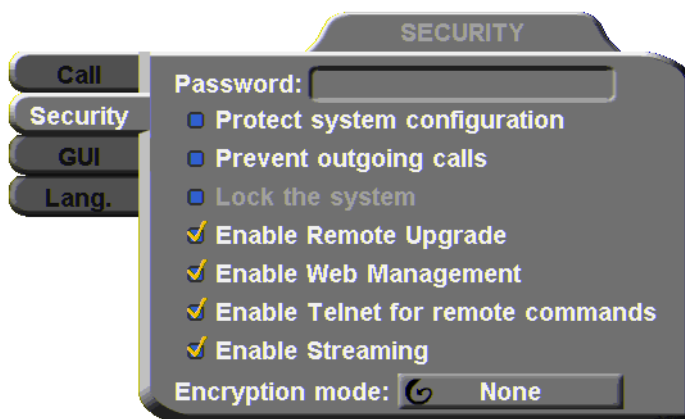 SECURITY
Call
Security
GUI
Lang.
Password:
Protect system configuration
Prevent outgoing calls
Lock the system
Enable Remote Upgrade
Enable Web Management
Enable Telnet for remote commands
Enable Streaming
Encryption mode: None